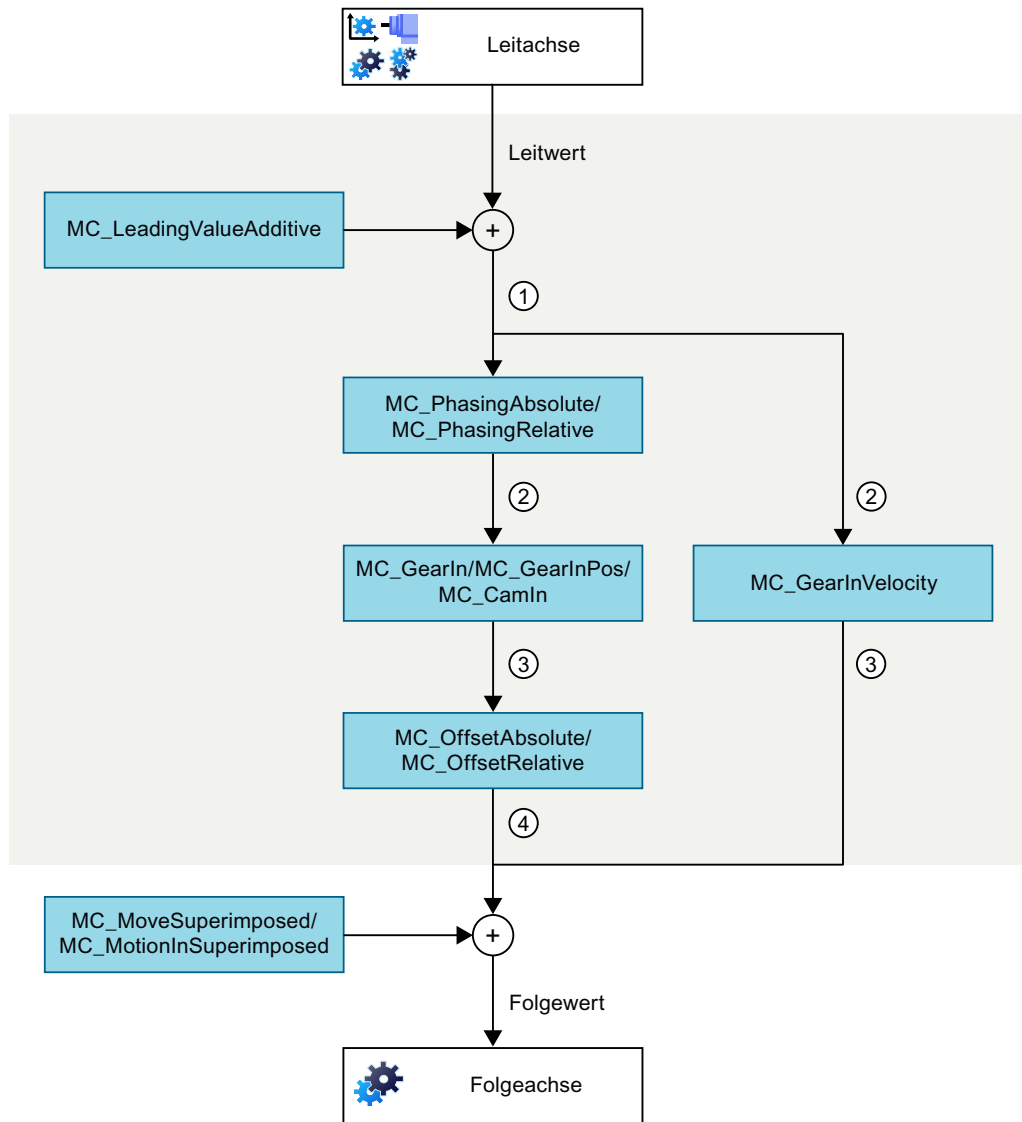 Leitachse
Leitwert
MC_LeadingValueAdditive
+
1
MC_PhasingAbsolute/
MC_PhasingRelative
2
2
MC_GearIn/MC_GearInPos/
MC_CamIn
MC_GearInVelocity
3
3
MC_OffsetAbsolute/
MC_OffsetRelative
4
MC_MoveSuperimposed/
MC_MotionInSuperimposed
+
Folgewert
Folgeachse